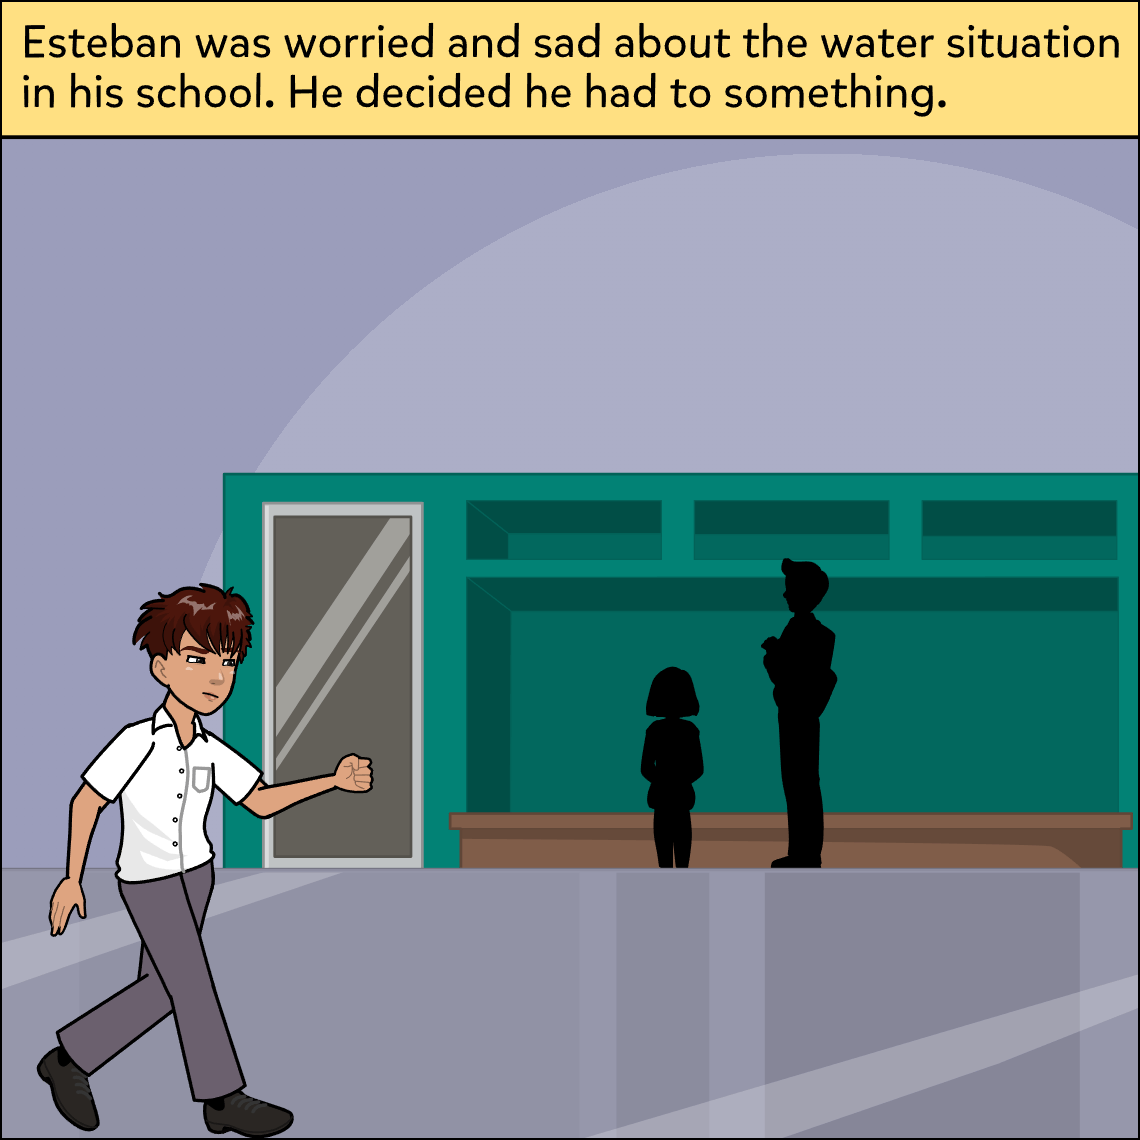 Esteban was worried and sad about the water situation
in his school. He decided he had to something.